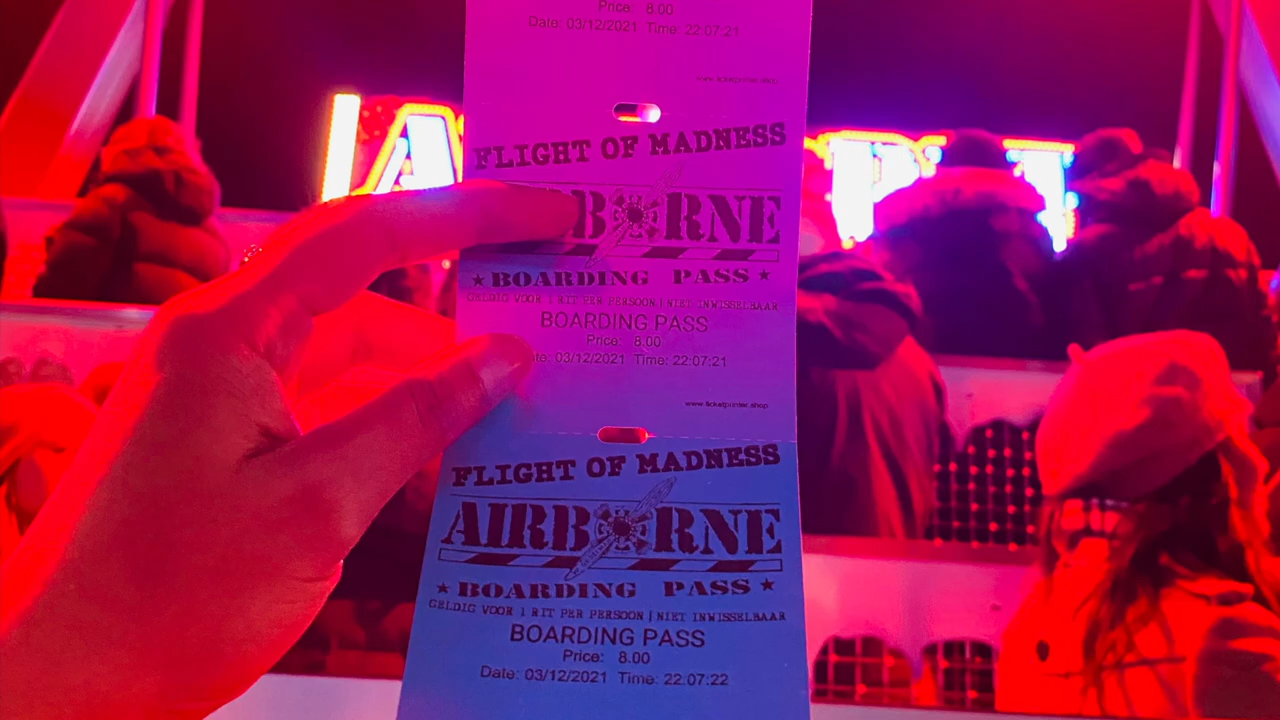 Price: 8.00
Date: 03/12/2021 Time: 22:07:21
www.ticketprinter.shop
FLIGHT OF MADNESS
RNE
★ BOARDING PASS ★
GELDIG VOOR 1 RIT PER PERSOON | NIET INWISSELBAAR
BOARDING PASS
Price: 8.00
03/12/2021 Time: 22:07:21
www.ticketprinter.shop
FLIGHT OF MADNESS
AIRBORNE
★ BOARDING PASS ★
GELDIG VOOR 1 RIT PER PERSOON | NIET INWISSELBAAR
BOARDING PASS
Price: 8.00
Date: 03/12/2021 Time: 22:07:22